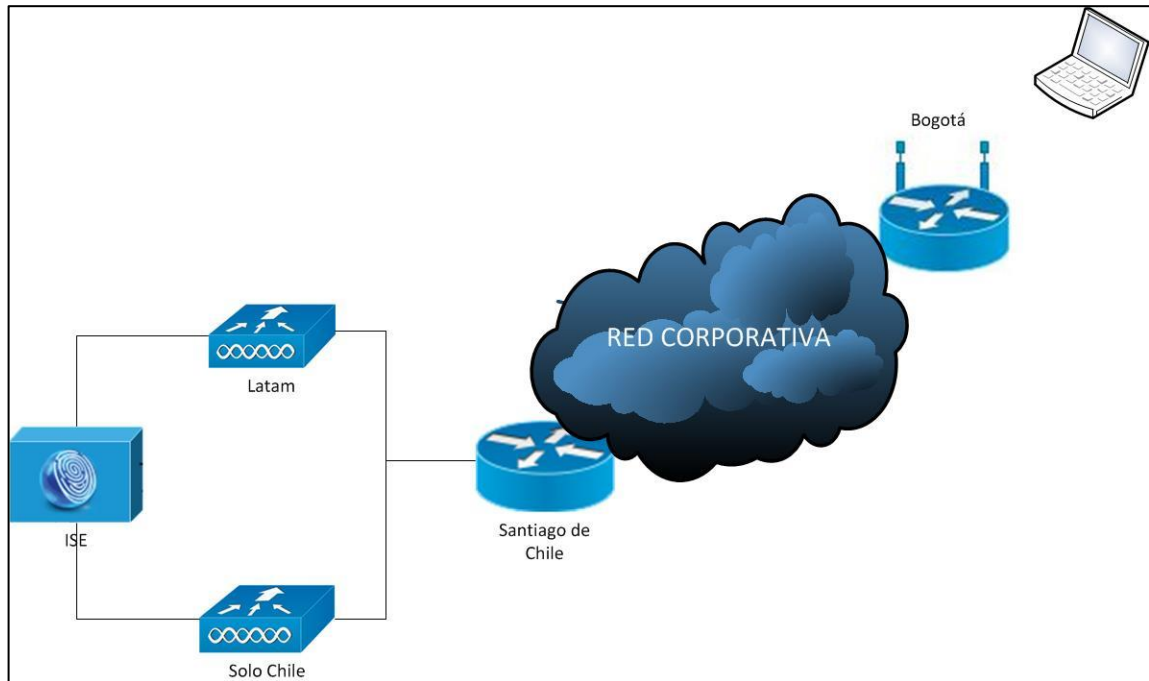 Bogotá
RED CORPORATIVA
Latam
ISE
Santiago de
Chile
Solo Chile